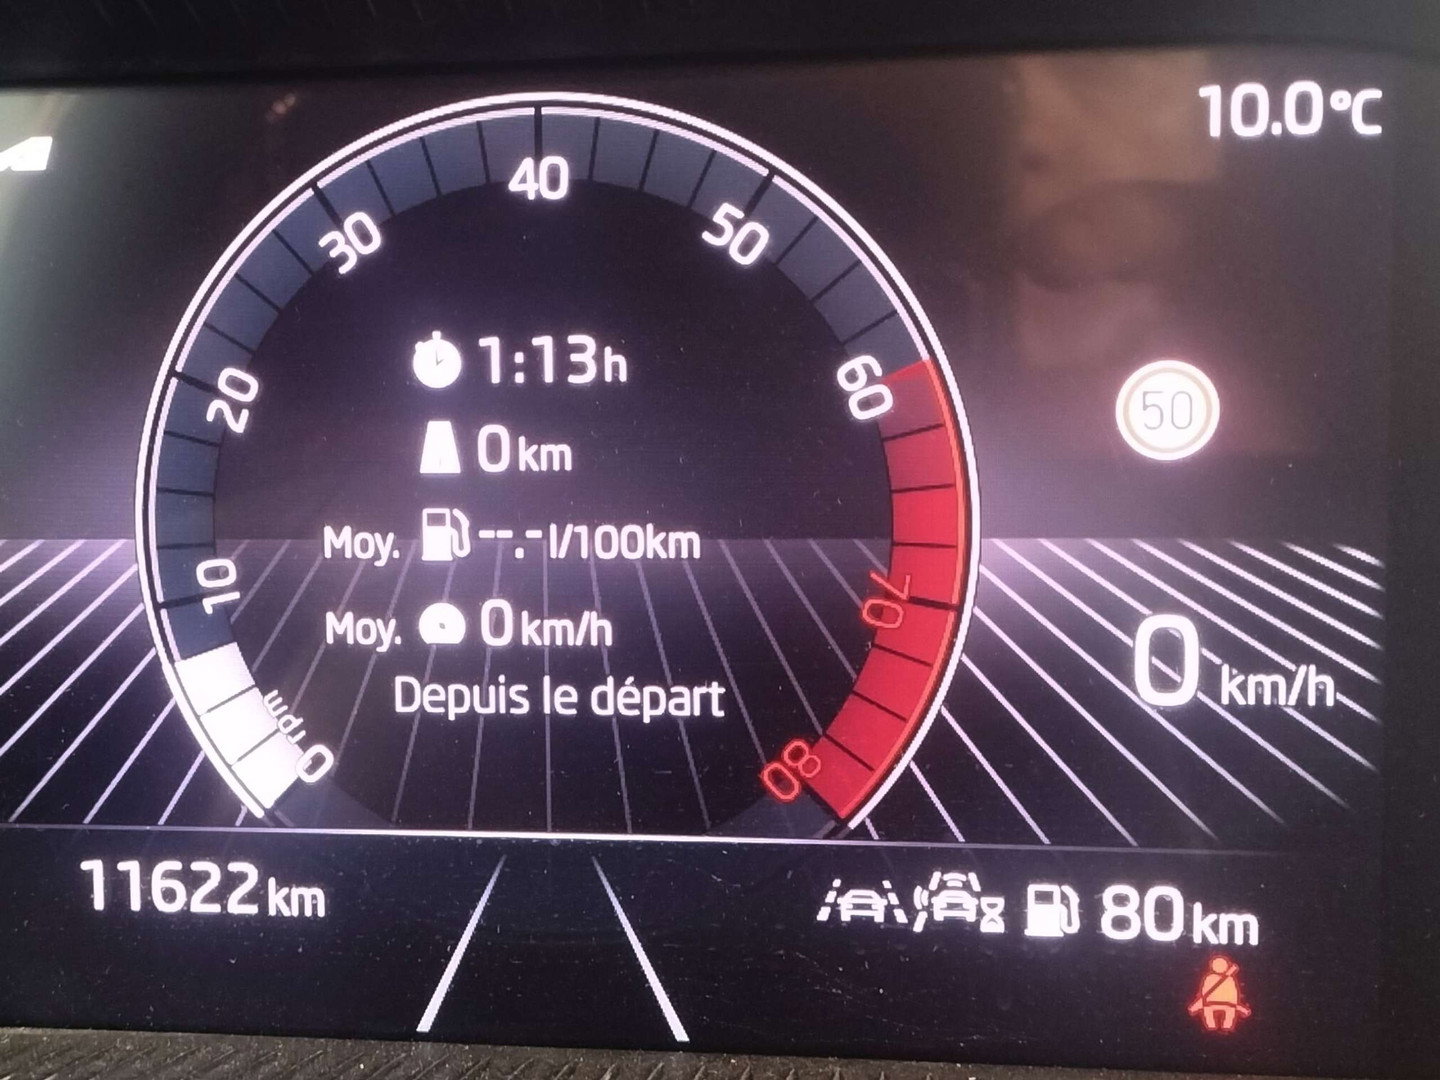 10.0°C
40
30
50
20
60
10
70
rpm
0
80
1:13h
0km
50
Moy. --.-l/100km
Moy. 0km/h
Depuis le départ
0 km/h
11622km
80km